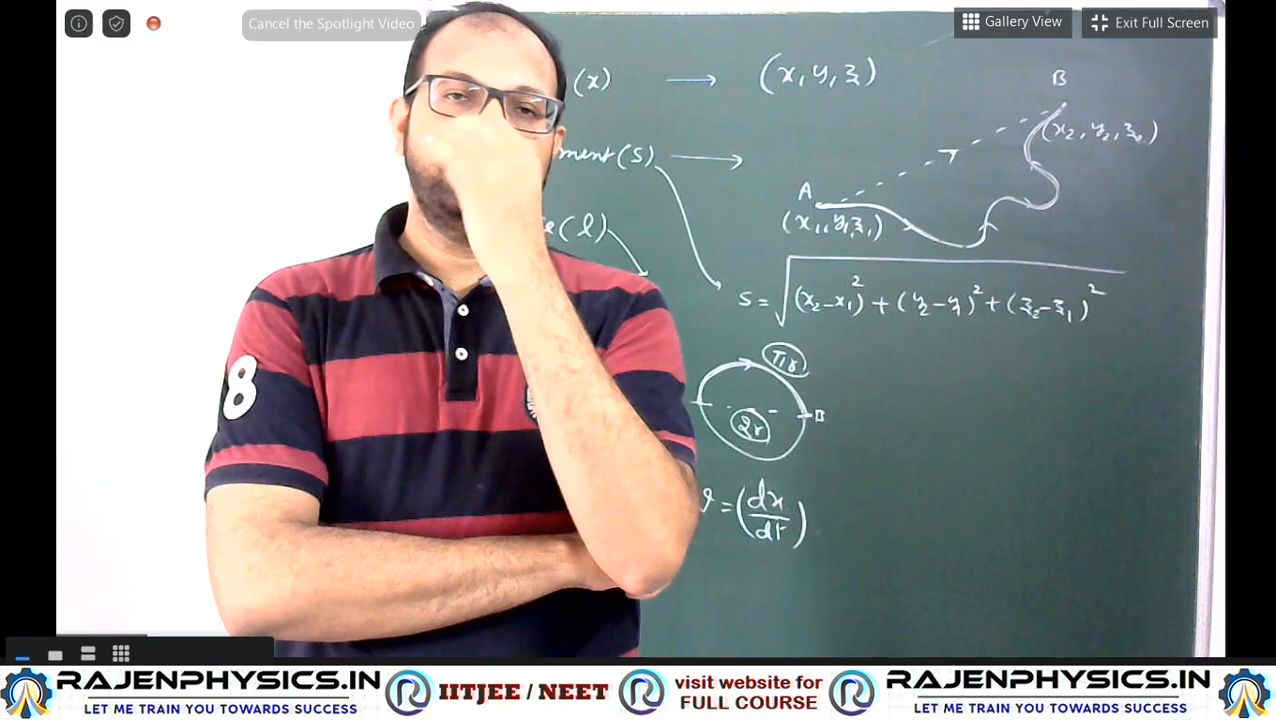 Cancel the Spotlight Video
Gallery View
Exit Full Screen
(x) → (x, y, z)
ment (S) →
e (l)
B
(x₂, y₂, z₂)
A
(x₁, y₁, z₁)
S = √(x₂-x₁)² + (y₂-y₁)² + (z₂-z₁)²
πr
2r
B
= (dx/dt)
8
RAJENPHYSICS.IN
LET ME TRAIN YOU TOWARDS SUCCESS
IITJEE / NEET
visit website for
FULL COURSE
RAJENPHYSICS.IN
LET ME TRAIN YOU TOWARDS SUCCESS